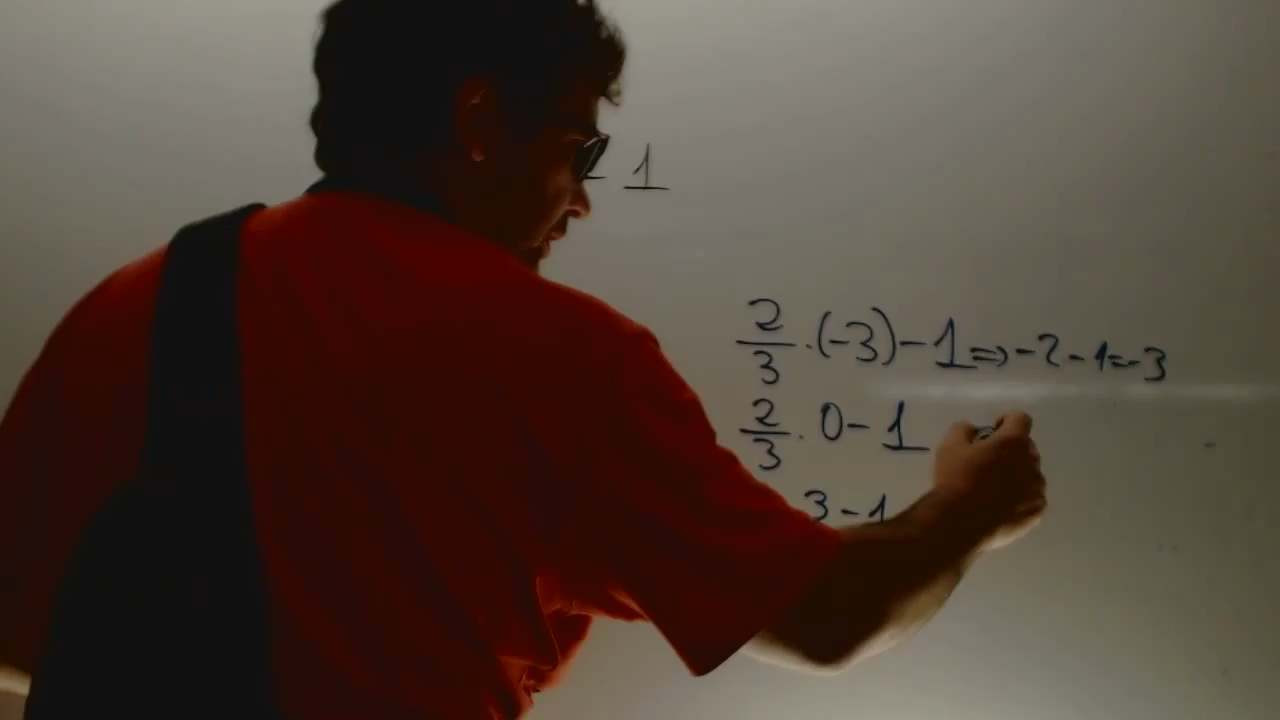 - 1
2/3 . (-3) - 1 => -2 - 1 = -3
2/3 . 0 - 1
3 - 1